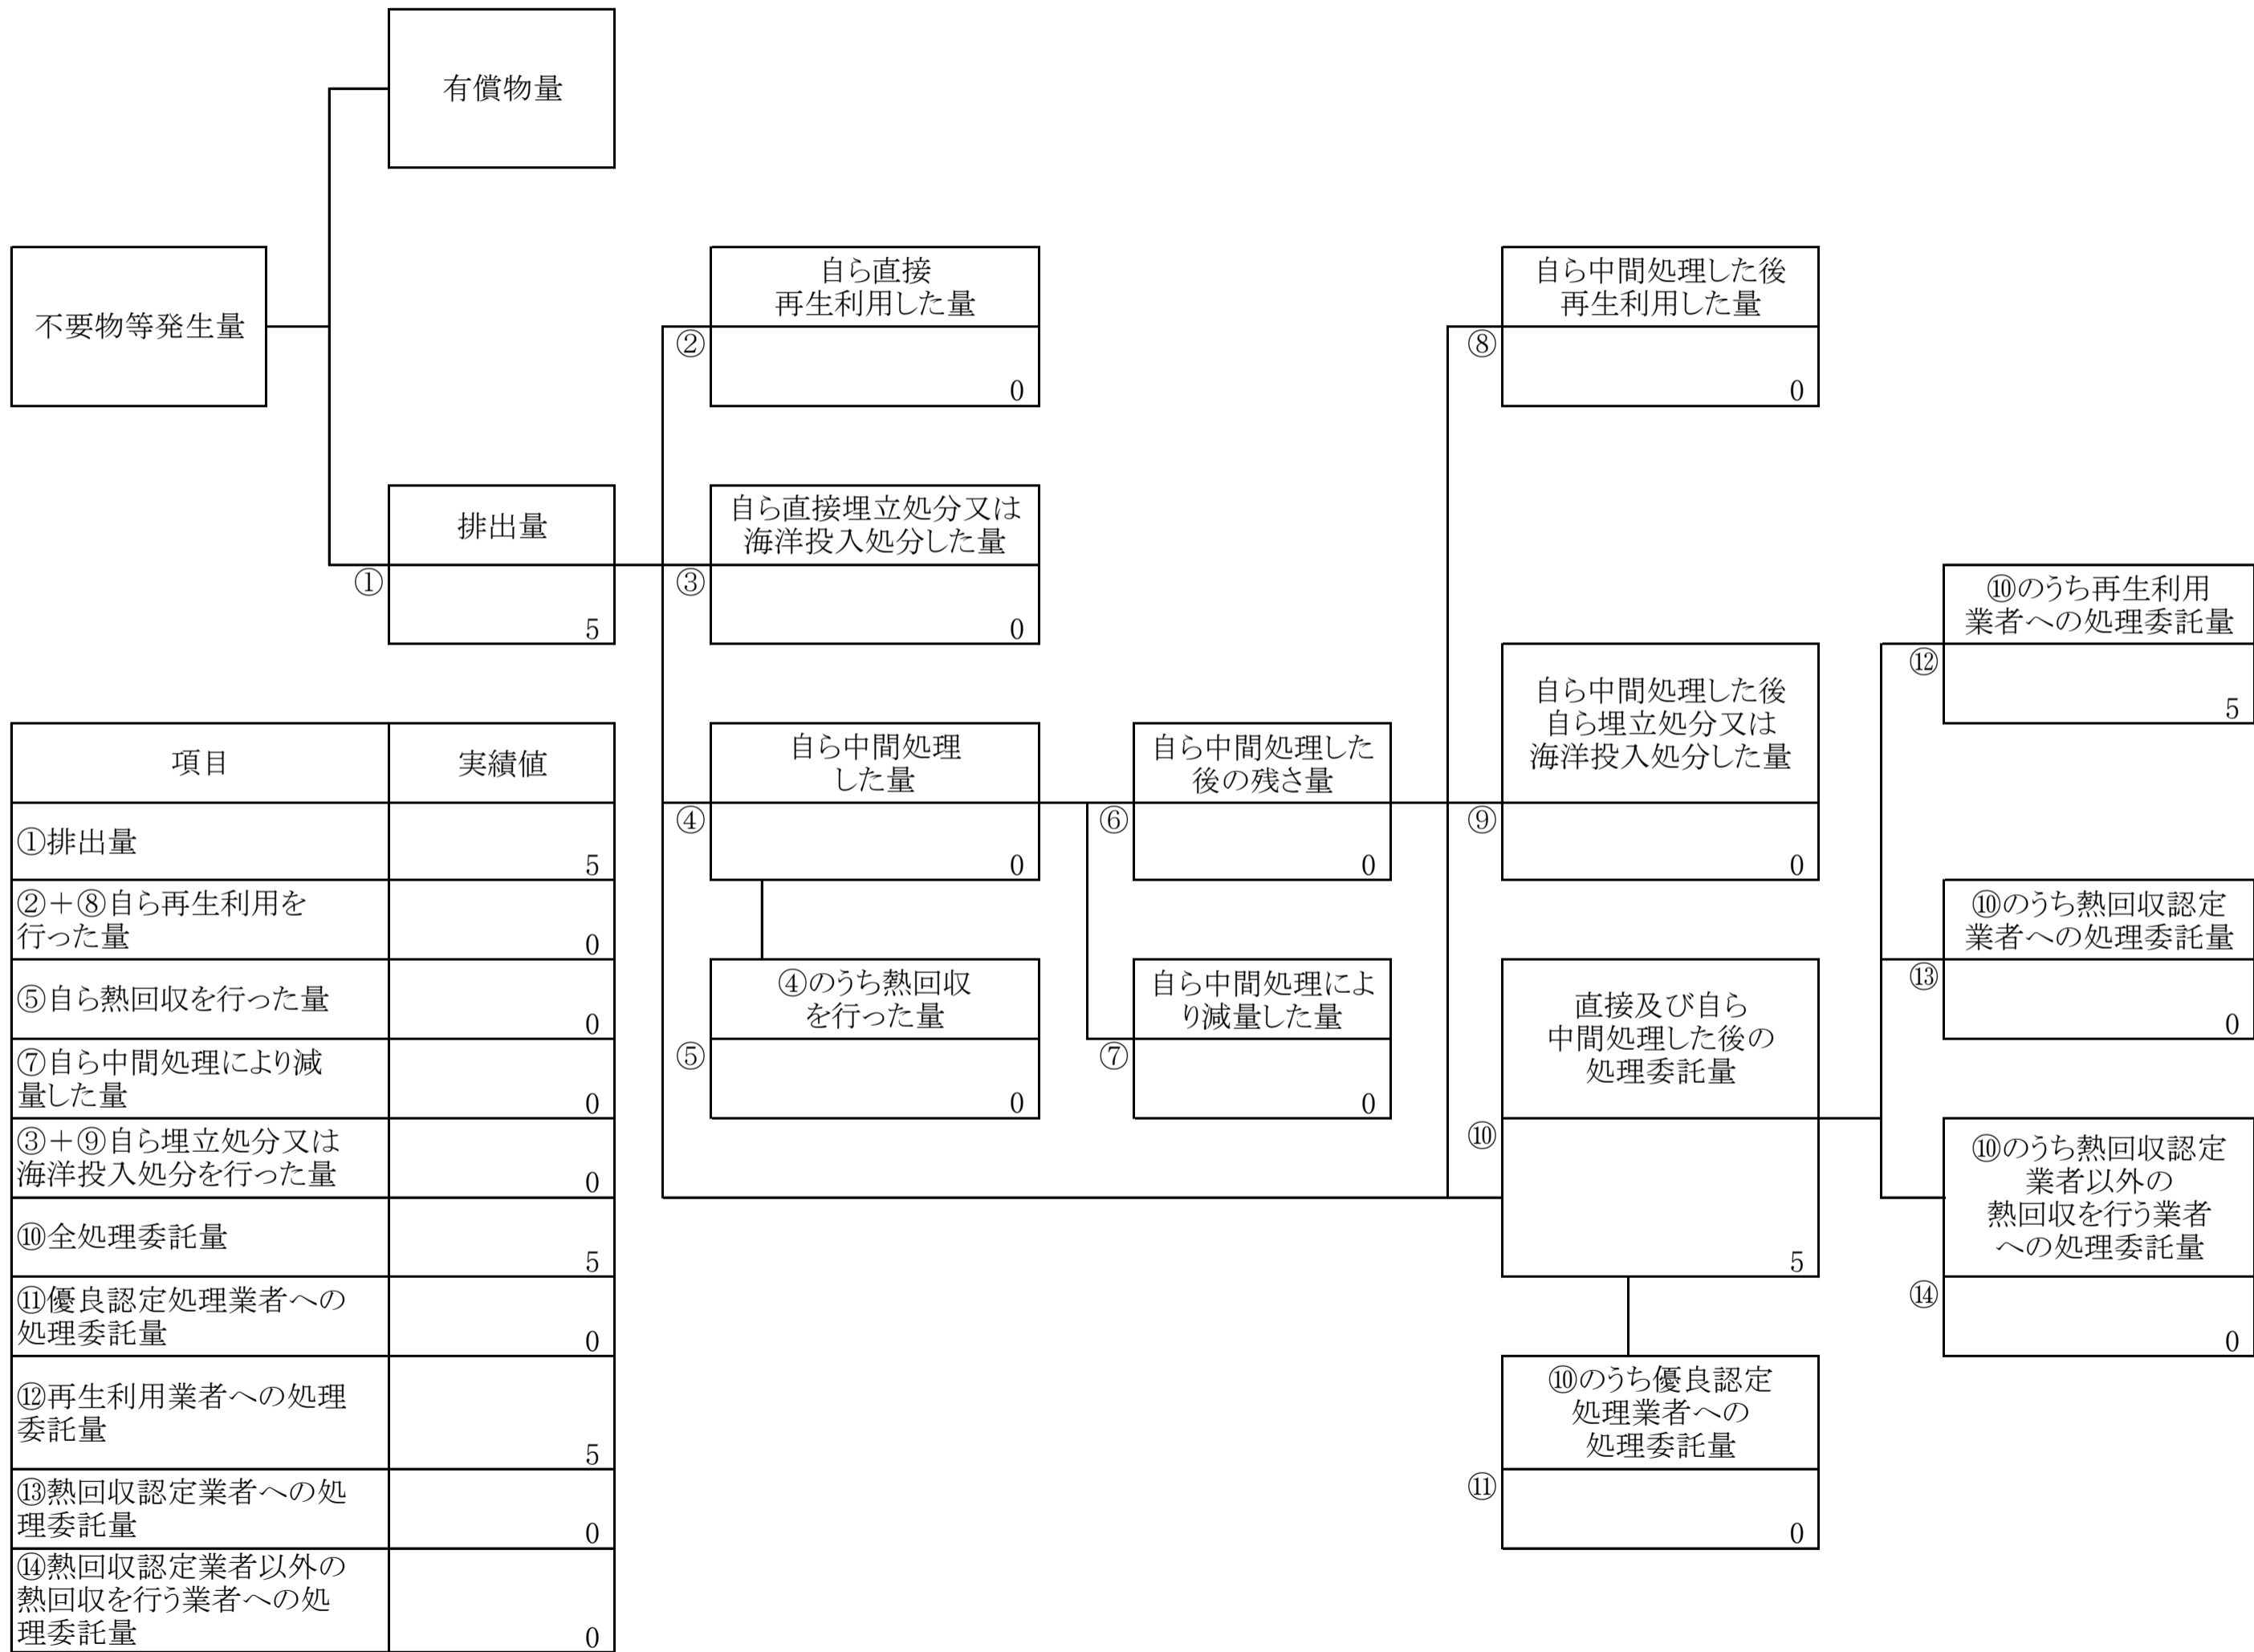 有償物量
不要物等発生量
自ら直接
再生利用した量
②
0
自ら中間処理した後
再生利用した量
⑧
0
排出量
①
5
自ら直接埋立処分又は
海洋投入処分した量
③
0
⑩のうち再生利用
業者への処理委託量
⑫
5
自ら中間処理
した量
④
0
自ら中間処理した
後の残さ量
⑥
0
自ら中間処理した後
自ら埋立処分又は
海洋投入処分した量
⑨
0
⑩のうち熱回収認定
業者への処理委託量
⑬
0
④のうち熱回収
を行った量
⑤
0
自ら中間処理によ
り減量した量
⑦
0
直接及び自ら
中間処理した後の
処理委託量
⑩
5
⑩のうち熱回収認定
業者以外の
熱回収を行う業者
への処理委託量
⑭
0
⑩のうち優良認定
処理業者への
処理委託量
⑪
0
項目 実績値
①排出量
5
②+⑧自ら再生利用を
行った量
0
⑤自ら熱回収を行った量
0
⑦自ら中間処理により減
量した量
0
③+⑨自ら埋立処分又は
海洋投入処分を行った量
0
⑩全処理委託量
5
⑪優良認定処理業者への
処理委託量
0
⑫再生利用業者への処理
委託量
5
⑬熱回収認定業者への処
理委託量
0
⑭熱回収認定業者以外の
熱回収を行う業者への処
理委託量
0